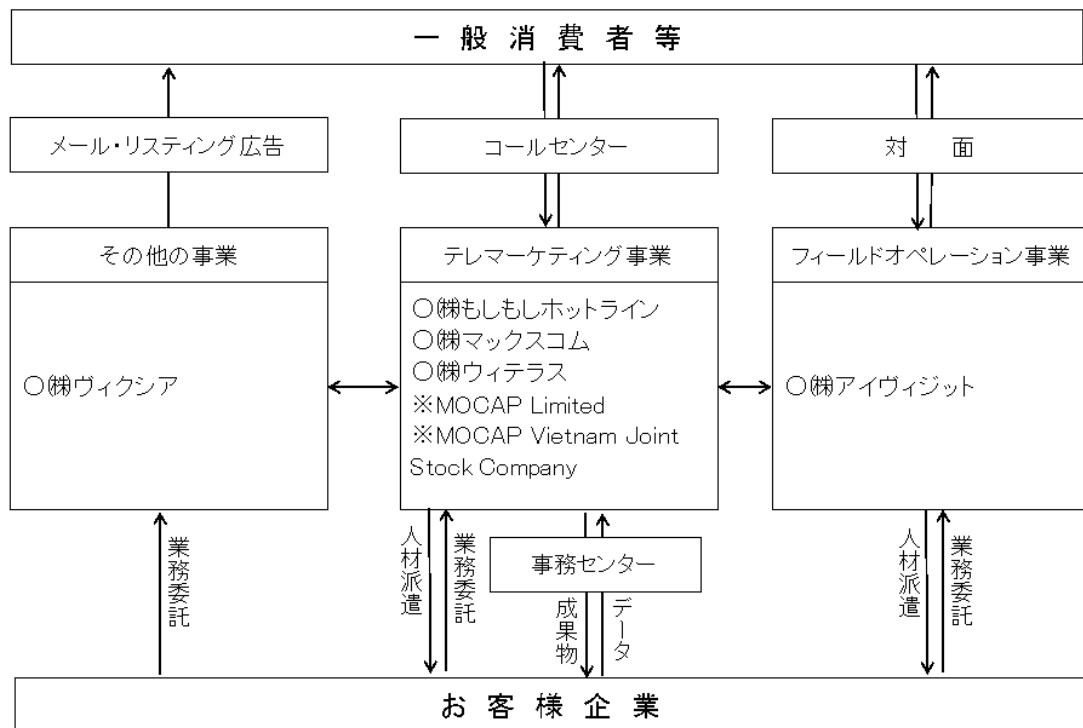 一般消費者等
メール・リスティング広告
コールセンター
対　面
その他の事業
テレマーケティング事業
フィールドオペレーション事業
○㈱ヴィクシア
○㈱もしもしホットライン
○㈱マックスコム
○㈱ウィテラス
※MOCAP Limited
※MOCAP Vietnam Joint
Stock Company
○㈱アイヴィジット
業務委託
人材派遣
業務委託
事務センター
成果物
データ
人材派遣
業務委託
お客様企業